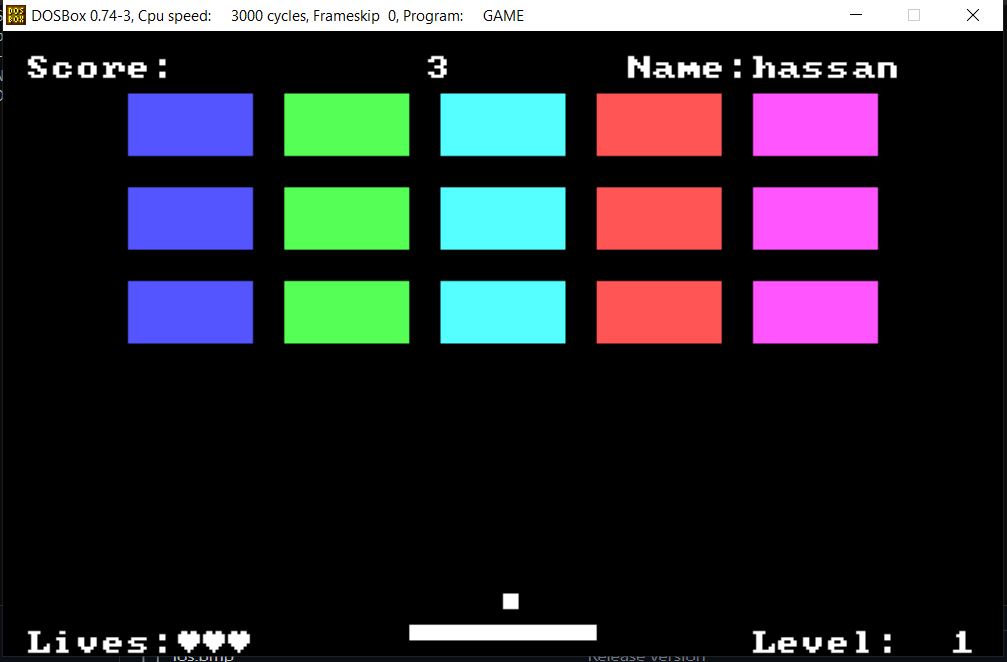 DOSBox 0.74-3, Cpu speed: 3000 cycles, Frameskip 0, Program: GAME
Score: 3 Name:hassan
Lives:♥♥♥ Level: 1